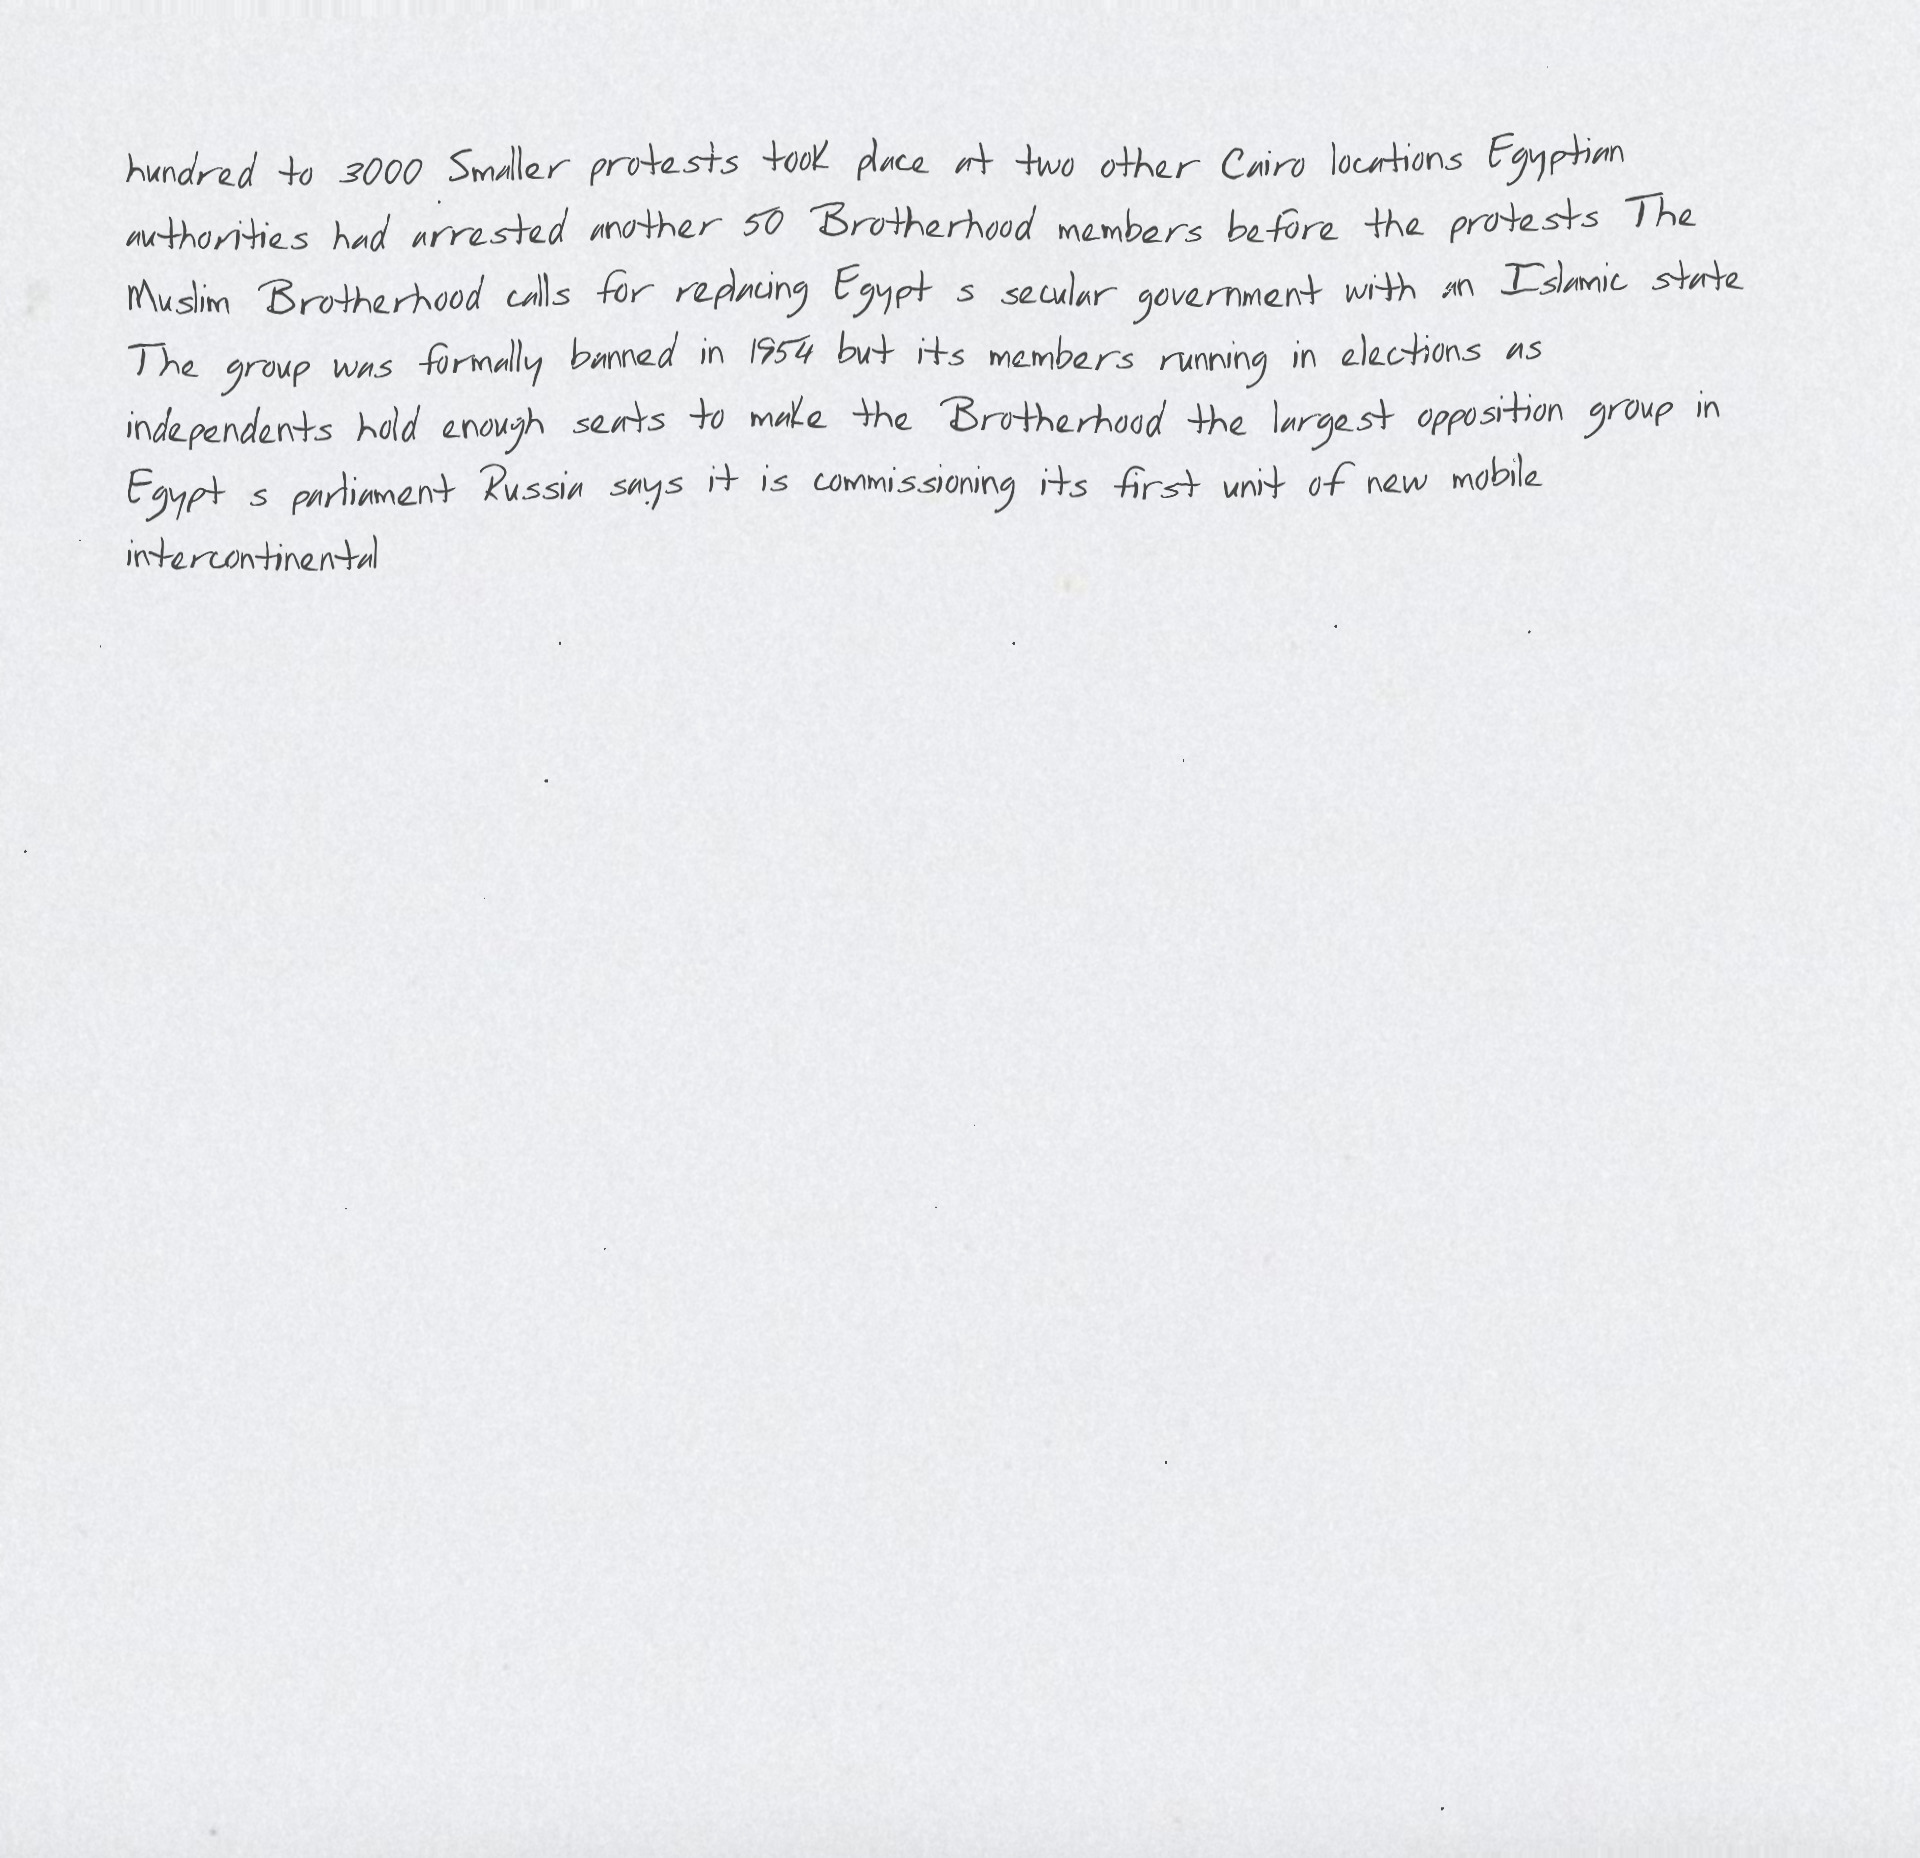 hundred to 3000 Smaller protests took place at two other Cairo locations Egyptian
authorities had arrested another 50 Brotherhood members before the protests The
Muslim Brotherhood calls for replacing Egypt s secular government with an Islamic state
The group was formally banned in 1954 but its members running in elections as
independents hold enough seats to make the Brotherhood the largest opposition group in
Egypt s parliament Russia says it is commissioning its first unit of new mobile
intercontinental